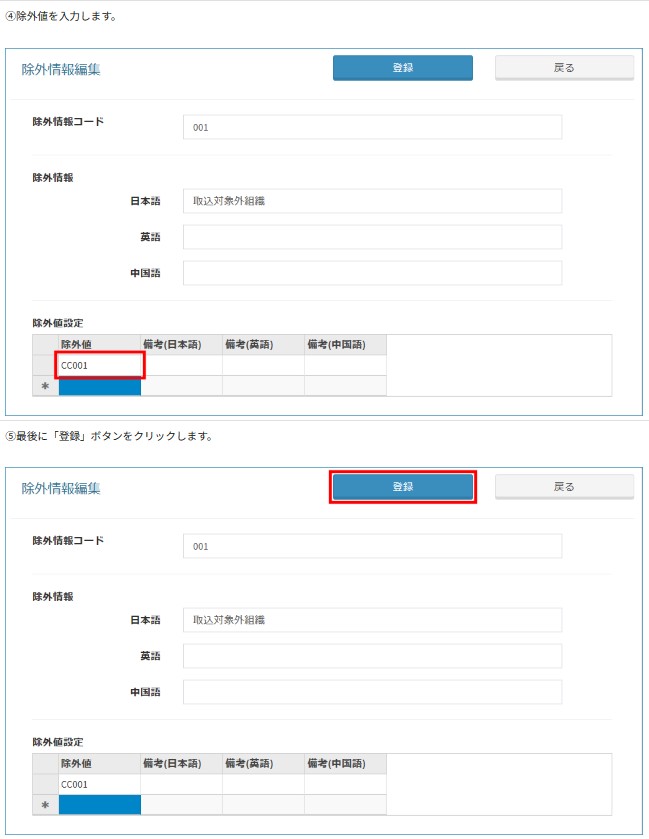 ④除外値を入力します。
除外情報編集 登録 戻る
除外情報コード 001
除外情報
日本語 取込対象外組織
英語
中国語
除外値設定
除外値 備考(日本語) 備考(英語) 備考(中国語)
CC001
*
⑤最後に「登録」ボタンをクリックします。
除外情報編集 登録 戻る
除外情報コード 001
除外情報
日本語 取込対象外組織
英語
中国語
除外値設定
除外値 備考(日本語) 備考(英語) 備考(中国語)
CC001
*